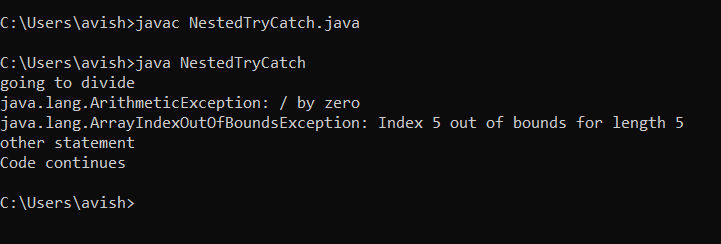 C:\Users\avish>javac NestedTryCatch.java
C:\Users\avish>java NestedTryCatch
going to divide
java.lang.ArithmeticException: / by zero
java.lang.ArrayIndexOutOfBoundsException: Index 5 out of bounds for length 5
other statement
Code continues
C:\Users\avish>